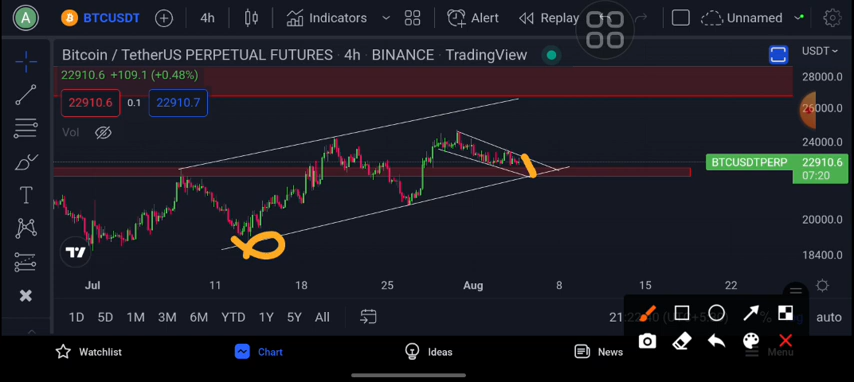 A BTCUSDT 4h Indicators Alert Replay Unnamed
Bitcoin / TetherUS PERPETUAL FUTURES · 4h · BINANCE · TradingView USDT
22910.6 +109.1 (+0.48%)
28000.0
22910.6 0.1 22910.7
Vol
24000.0
BTCUSDTPERP 22910.6
07:20
20000.0
18400.0
Jul 11 18 25 Aug 8 15 22
1D 5D 1M 3M 6M YTD 1Y 5Y All % auto
Watchlist Chart Ideas News Menu